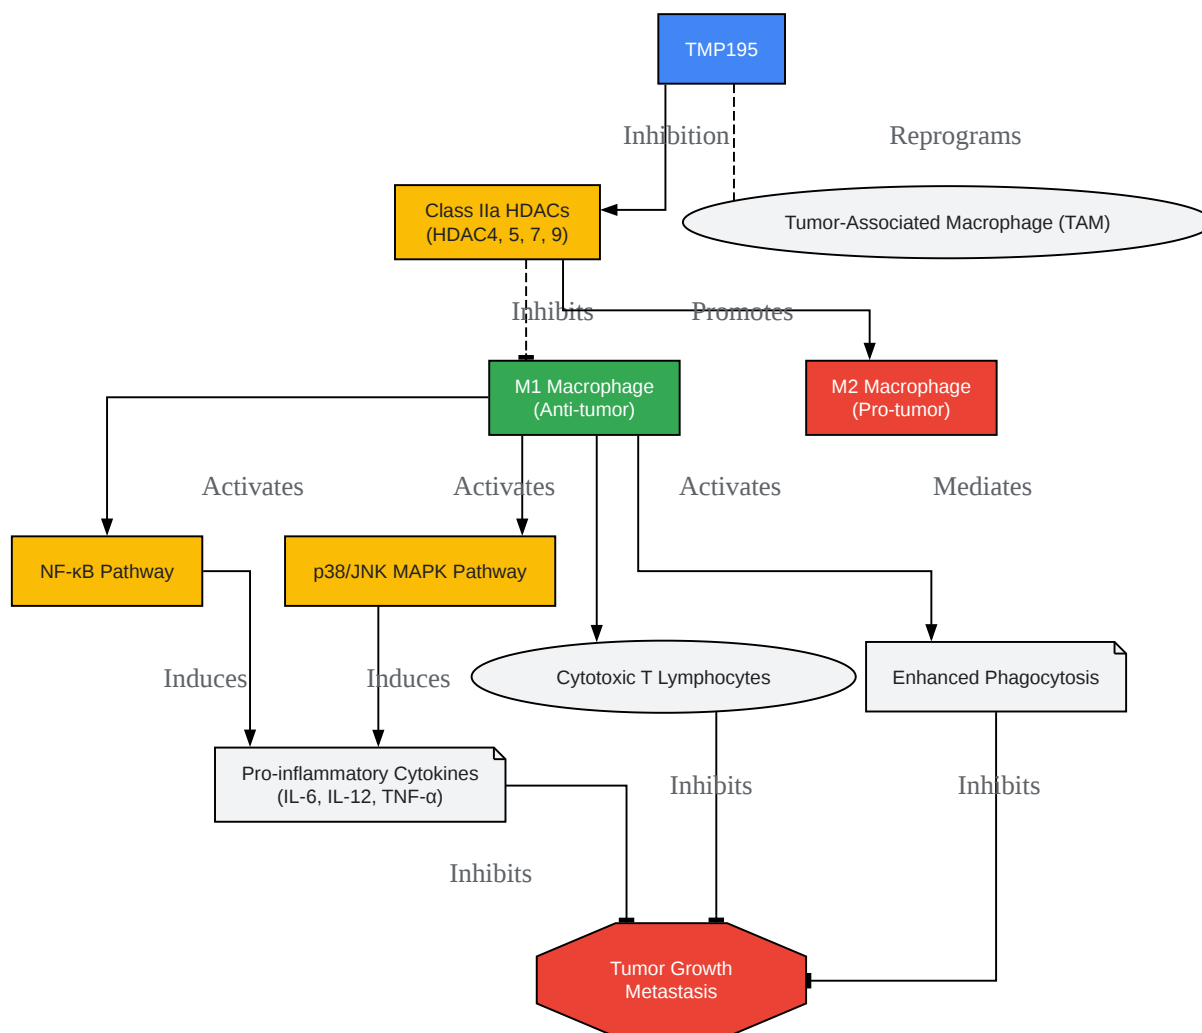 TMP195
Inhibition
Reprograms
Class IIa HDACs
(HDAC4, 5, 7, 9)
Tumor-Associated Macrophage (TAM)
Inhibits
Promotes
M1 Macrophage
(Anti-tumor)
M2 Macrophage
(Pro-tumor)
Activates
Activates
Activates
Mediates
NF-κB Pathway
p38/JNK MAPK Pathway
Induces
Induces
Cytotoxic T Lymphocytes
Enhanced Phagocytosis
Pro-inflammatory Cytokines
(IL-6, IL-12, TNF-α)
Inhibits
Inhibits
Inhibits
Tumor Growth
Metastasis